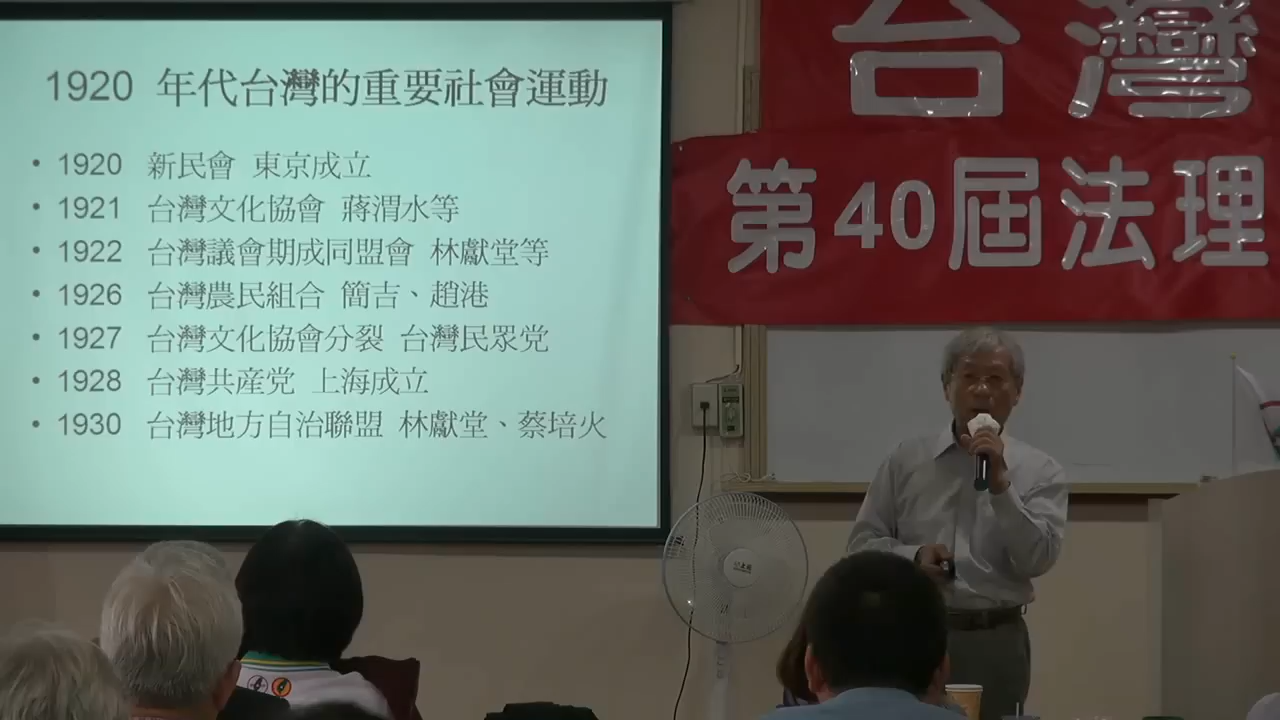 1920 年代台灣的重要社會運動
• 1920 新民會 東京成立
• 1921 台灣文化協會 蔣渭水等
• 1922 台灣議會期成同盟會 林獻堂等
• 1926 台灣農民組合 簡吉、趙港
• 1927 台灣文化協會分裂 台灣民眾党
• 1928 台灣共產党 上海成立
• 1930 台灣地方自治聯盟 林獻堂、蔡培火
台灣
第40屆法理